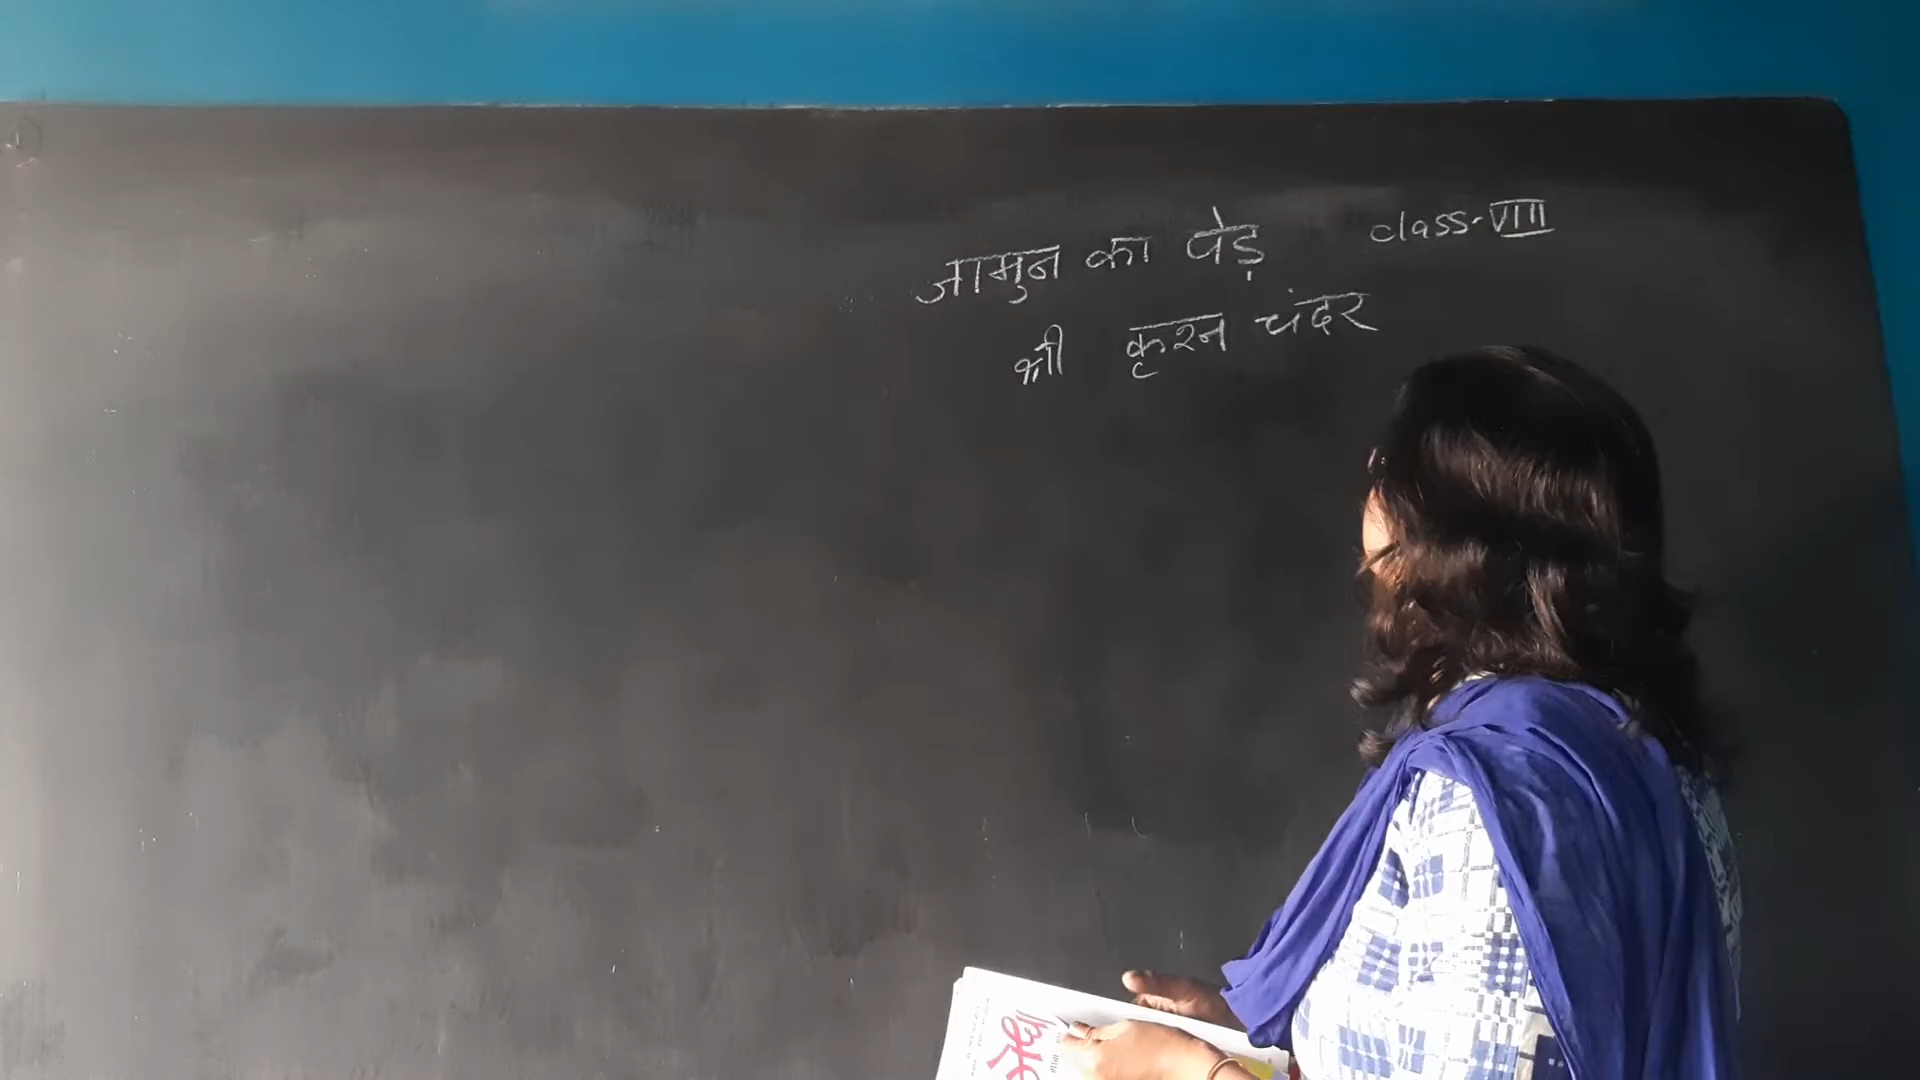 जामुन का पेड़ class-VIII
श्री कृश्न चंदर